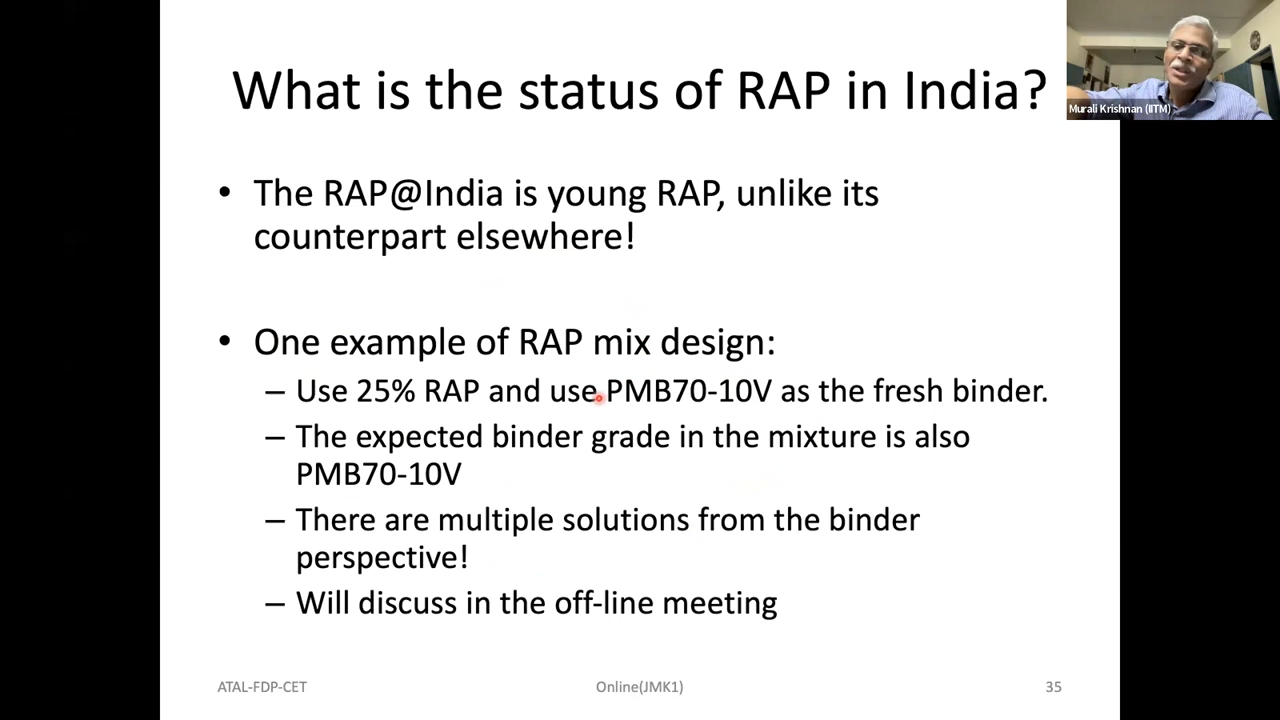 What is the status of RAP in India?
Murali Krishnan (IITM)
• The RAP@India is young RAP, unlike its
counterpart elsewhere!
• One example of RAP mix design:
– Use 25% RAP and use PMB70-10V as the fresh binder.
– The expected binder grade in the mixture is also
PMB70-10V
– There are multiple solutions from the binder
perspective!
– Will discuss in the off-line meeting
ATAL-FDP-CET
Online(JMK1)
35